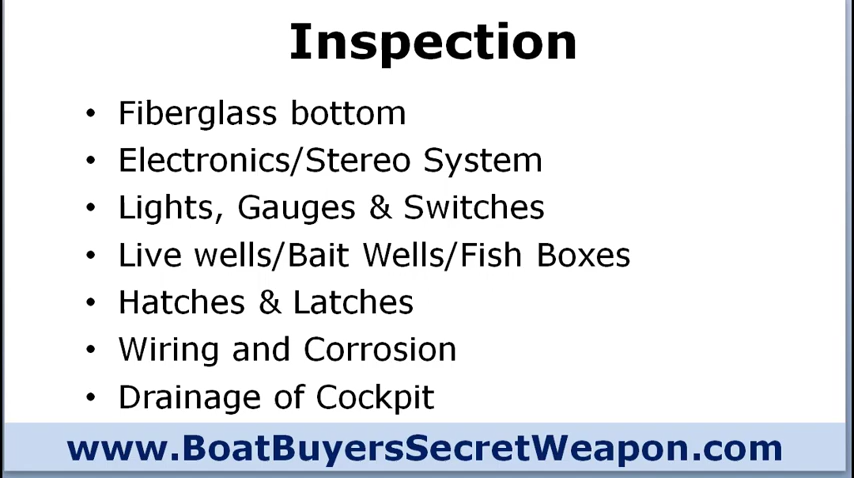 Inspection
• Fiberglass bottom
• Electronics/Stereo System
• Lights, Gauges & Switches
• Live wells/Bait Wells/Fish Boxes
• Hatches & Latches
• Wiring and Corrosion
• Drainage of Cockpit
www.BoatBuyersSecretWeapon.com